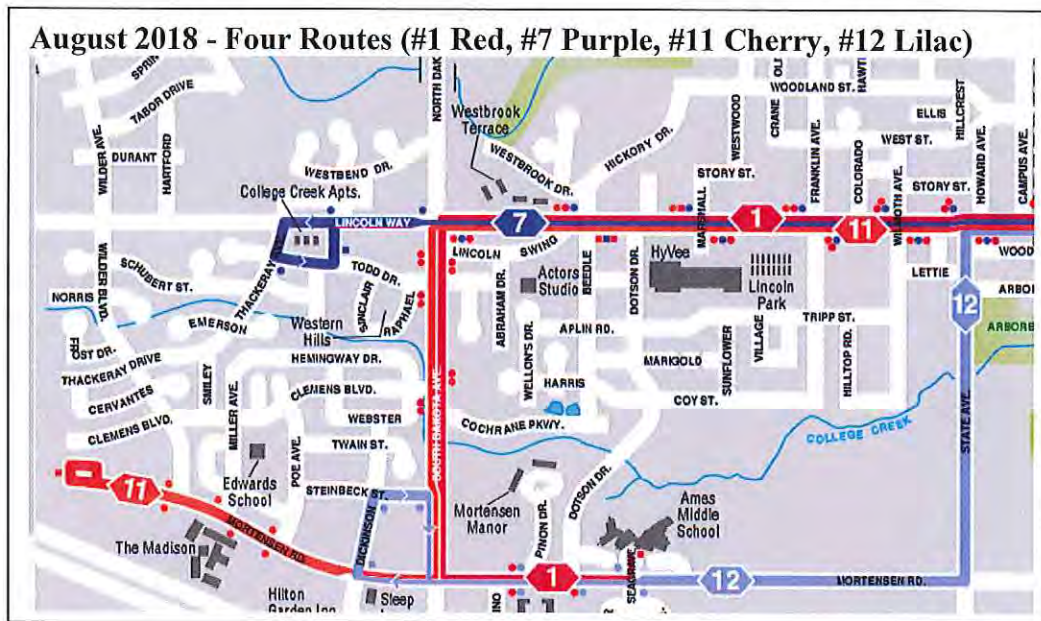 August 2018 - Four Routes (#1 Red, #7 Purple, #11 Cherry, #12 Lilac)
TABOR DRIVE
WILDER AVE.
DURANT
HARTFORD
WESTBEND DR.
College Creek Apts.
LINCOLN WAY
NORTH DAK
Westbrook
Terrace
WESTBROOK DR.
HICKORY DR.
WOODLAND ST.
WESTWOOD
CRANE
FRANKLIN AVE.
COLORADO
HAWT
ELLIS
WEST ST.
HILLCREST
HOWARD AVE.
CAMPUS AVE.
STORY ST.
STORY ST.
WILMOTH AVE.
MARSHALL
7
1
11
LINCOLN SWING
BEEDLE
DOTSON DR.
HyVee
Lincoln
Park
LETTIE
WOOD
12
ARBOR
ARBORE
THACKERAY
TODD DR.
SINCLAIR
RAPHAEL
Western
Hills
WILDER BLVD.
SCHUBERT ST.
NORRIS
EMERSON
FROST DR.
THACKERAY DRIVE
CERVANTES
CLEMENS BLVD.
SMILEY
MILLER AVE.
HEMINGWAY DR.
CLEMENS BLVD.
WEBSTER
TWAIN ST.
POE AVE.
SOUTH DAKOTA AVE.
ABRAHAM DR.
Actors
Studio
WELLON'S DR.
APLIN RD.
HARRIS
MARIGOLD
SUNFLOWER
VILLAGE
TRIPP ST.
HILLTOP RD.
COY ST.
COCHRANE PKWY.
COLLEGE CREEK
STATE AVE.
Edwards
School
STEINBECK ST.
DICKINSON
11
MORTENSEN RD.
The Madison
Hilton
Garden Inn
Sleep
Mortensen
Manor
PINON DR.
DOTSON DR.
Ames
Middle
School
SEAGRAVE
1
12
MORTENSEN RD.